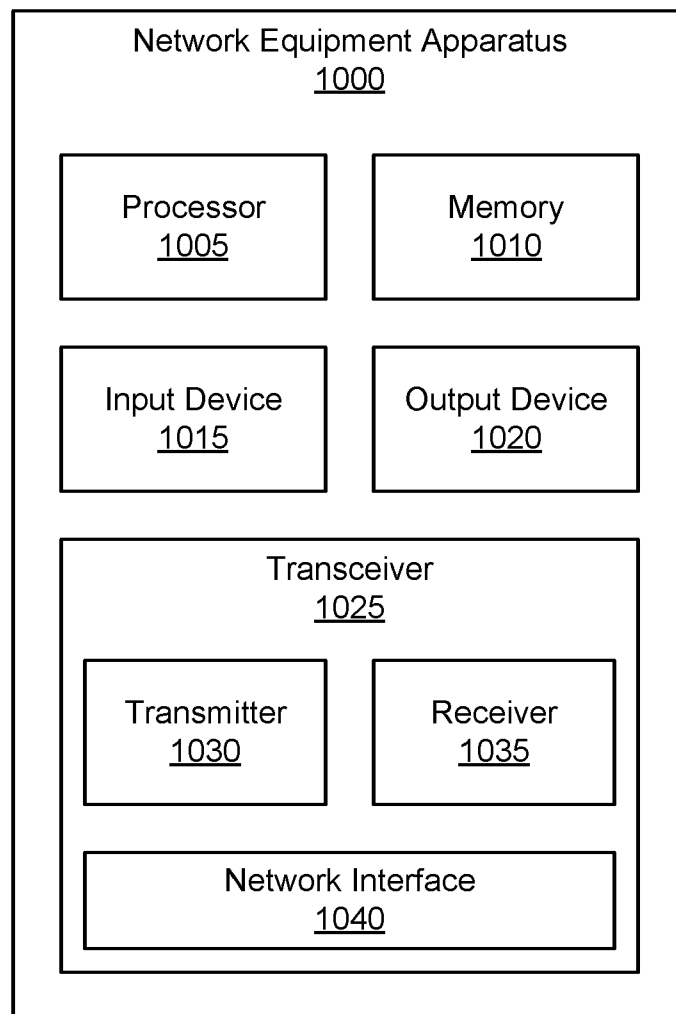 Network Equipment Apparatus
1000
Processor
1005
Memory
1010
Input Device
1015
Output Device
1020
Transceiver
1025
Transmitter
1030
Receiver
1035
Network Interface
1040